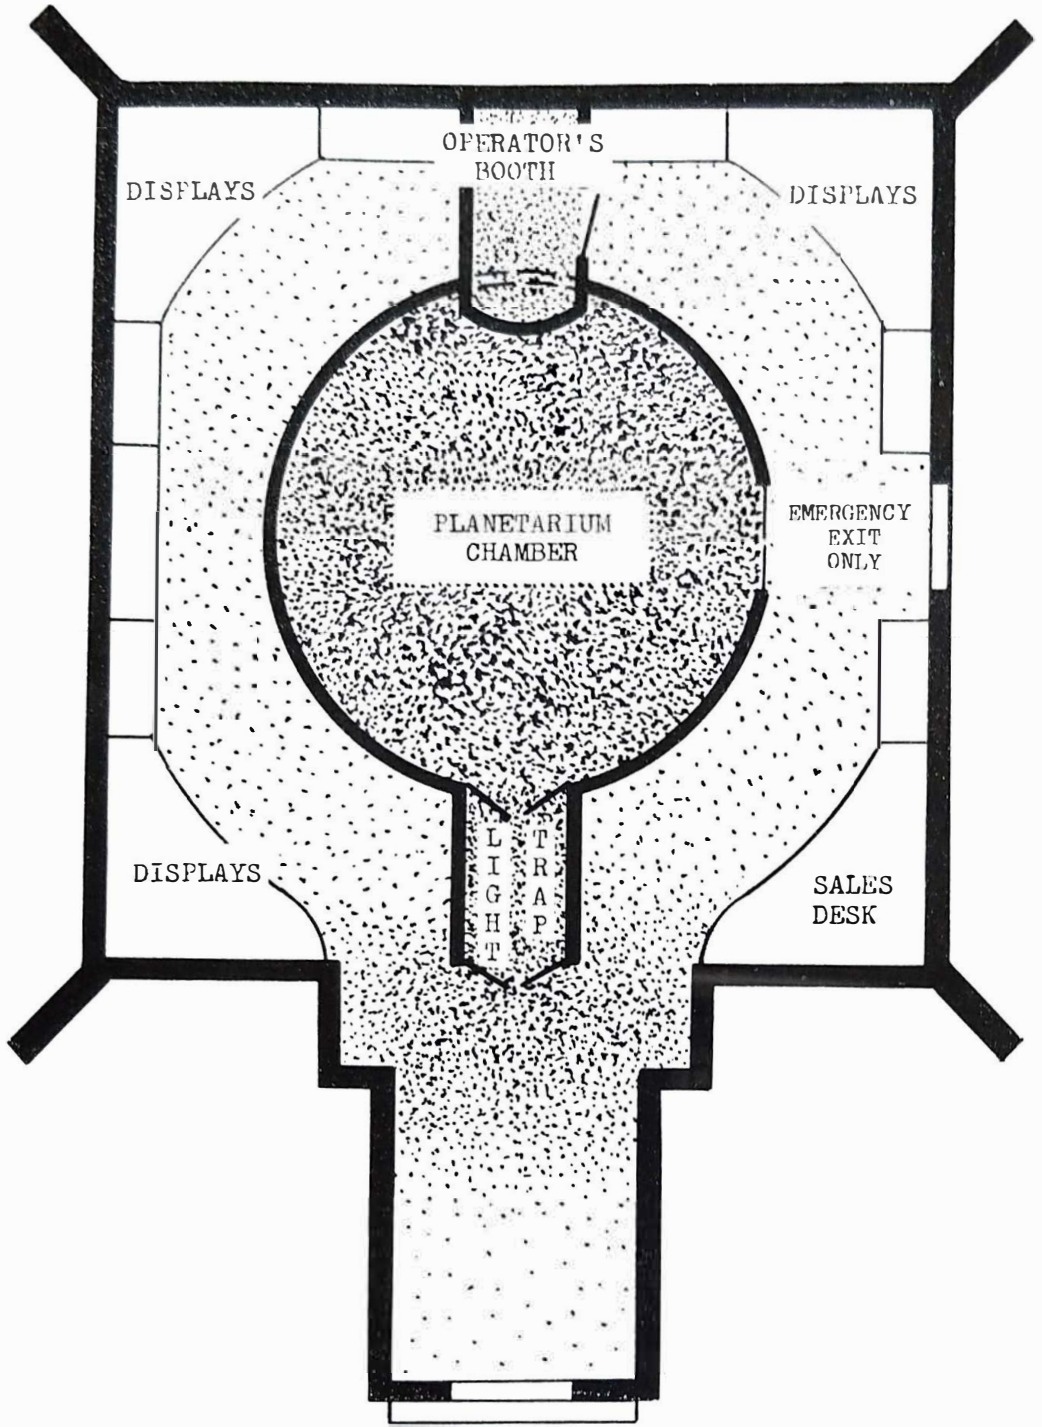 OPERATOR'S
BOOTH
DISPLAYS
DISPLAYS
EMERGENCY
EXIT
ONLY
PLANETARIUM
CHAMBER
LIGHT
TRAP
DISPLAYS
SALES
DESK